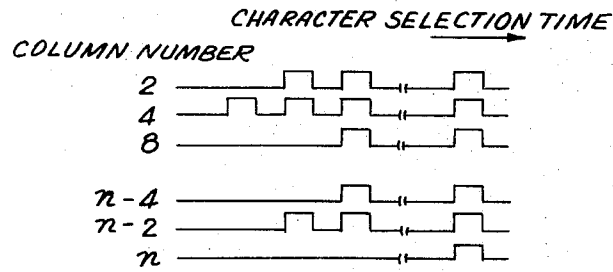 CHARACTER SELECTION TIME
COLUMN NUMBER
2
4
8
n-4
n-2
n